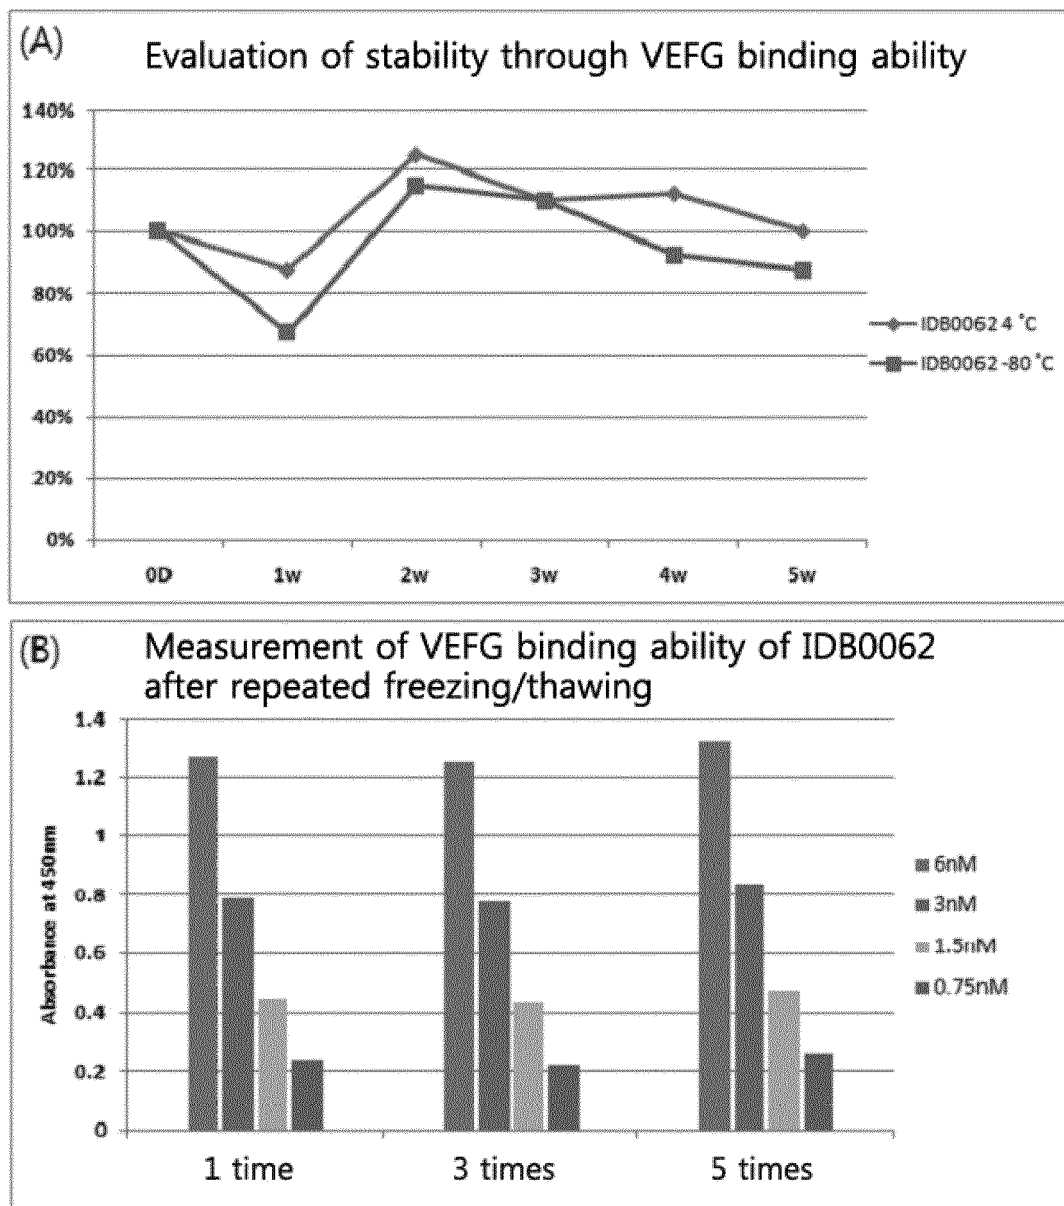 (A)
Evaluation of stability through VEFG binding ability
140%
120%
100%
80%
60%
40%
20%
0%
0D 1w 2w 3w 4w 5w
IDB0062 4 °C
IDB0062 -80 °C
(B)
Measurement of VEFG binding ability of IDB0062
after repeated freezing/thawing
Absorbance at 450nm
1.4
1.2
1
0.8
0.6
0.4
0.2
0
1 time 3 times 5 times
6nM
3nM
1.5nM
0.75nM